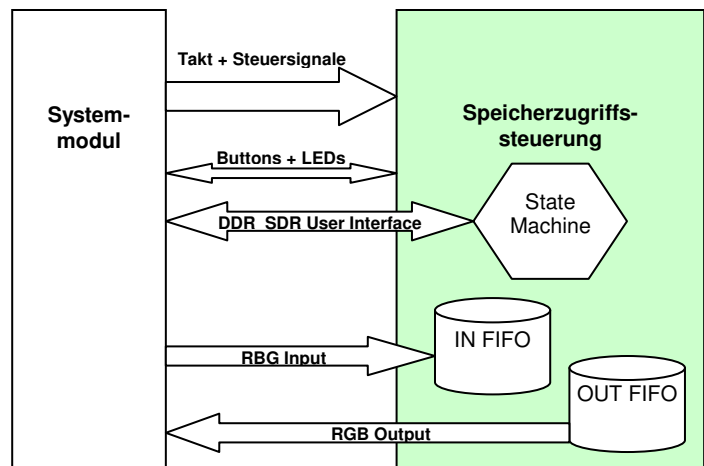 Takt + Steuersignale
System-
modul
Speicherzugriffs-
steuerung
Buttons + LEDs
State
Machine
DDR SDR User Interface
IN FIFO
RBG Input
OUT FIFO
RGB Output